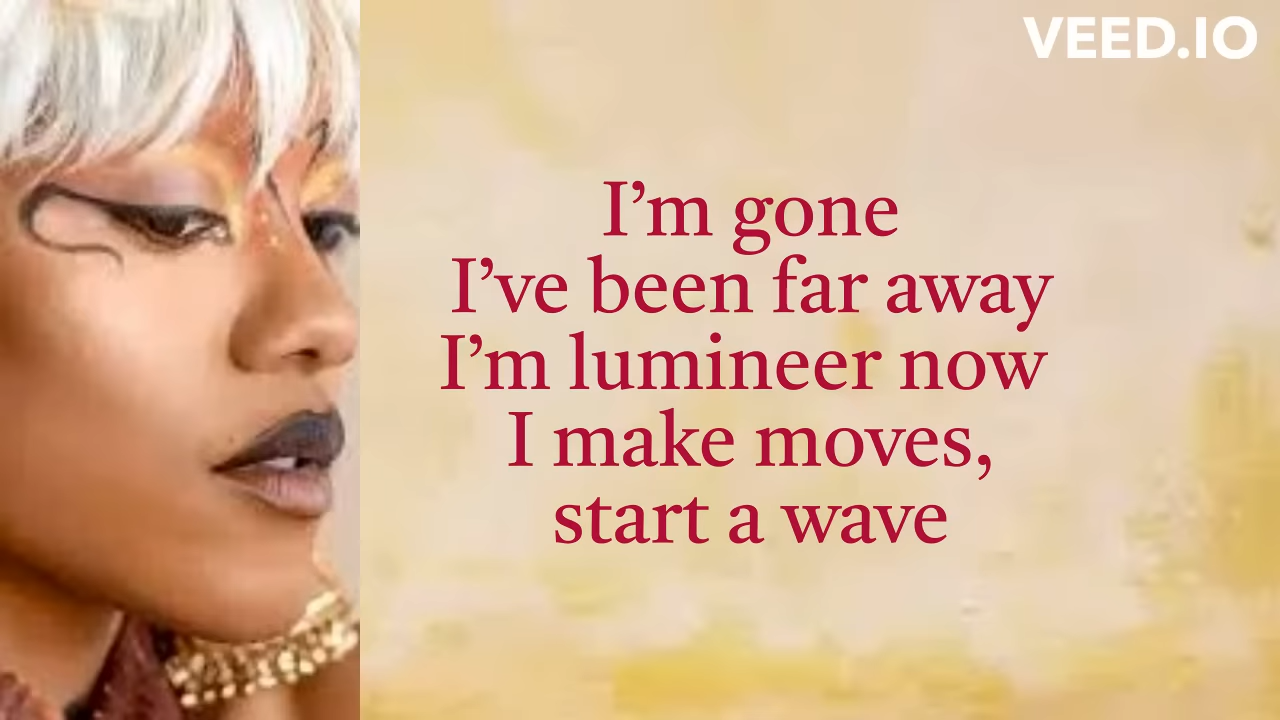 VEED.IO
I’m gone
I’ve been far away
I’m lumineer now
I make moves,
start a wave